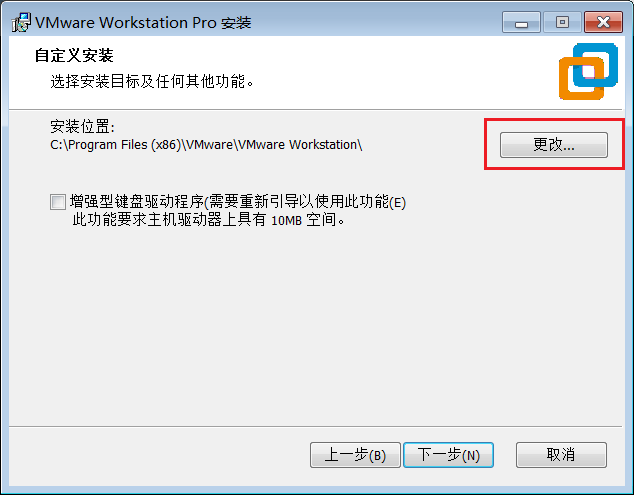 VMware Workstation Pro 安装
自定义安装
选择安装目标及任何其他功能。
安装位置:
C:\Program Files (x86)\VMware\VMware Workstation\
更改...
增强型键盘驱动程序(需要重新引导以使用此功能(E)
此功能要求主机驱动器上具有 10MB 空间。
上一步(B) 下一步(N) 取消